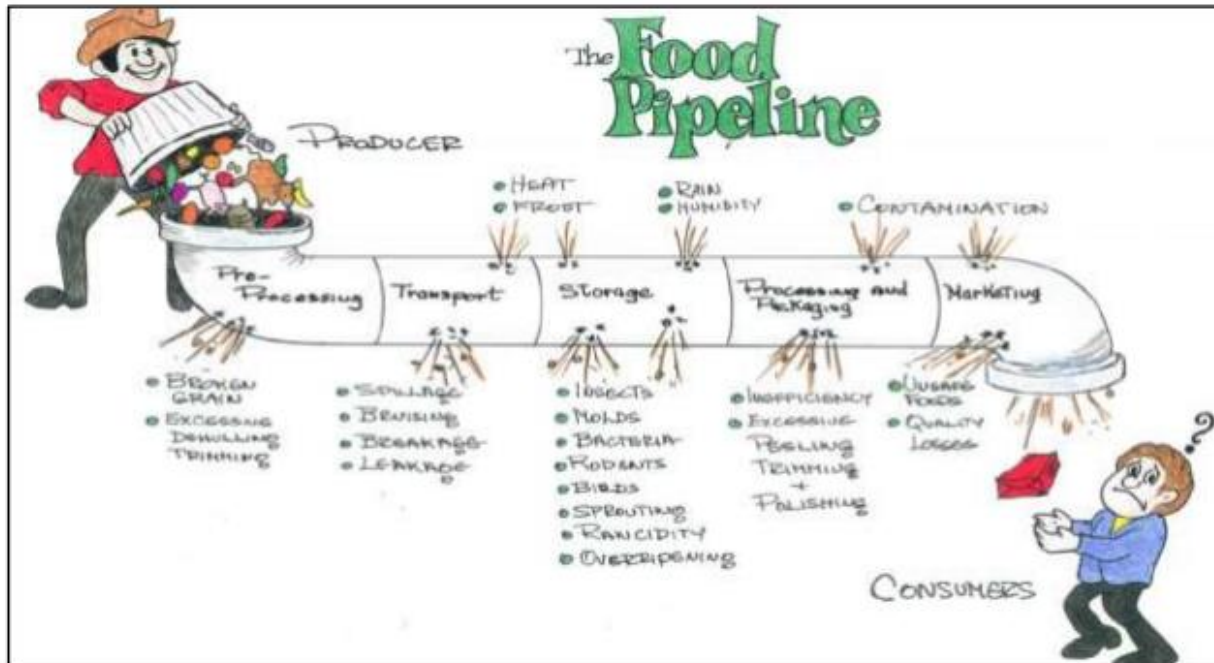 The Food
Pipeline
PRODUCER
HEAT
FROST
RAIN
HUMIDITY
CONTAMINATION
Pre-
Processing
Transport
Storage
Processing and
Packaging
Marketing
BROKEN
GRAIN
EXCESSING
DEHULLING
TRIMMING
SPILLAGE
BRUISING
BREAKAGE
LEAKAGE
INSECTS
MOLDS
BACTERIA
RODENTS
BIRDS
SPROUTING
RANCIDITY
OVERRIPENING
INEFFICIENCY
EXCESSIVE
PEELING
TRIMMING
+
POLISHING
UNSAFE
FOODS
QUALITY
LOSSES
?
CONSUMERS